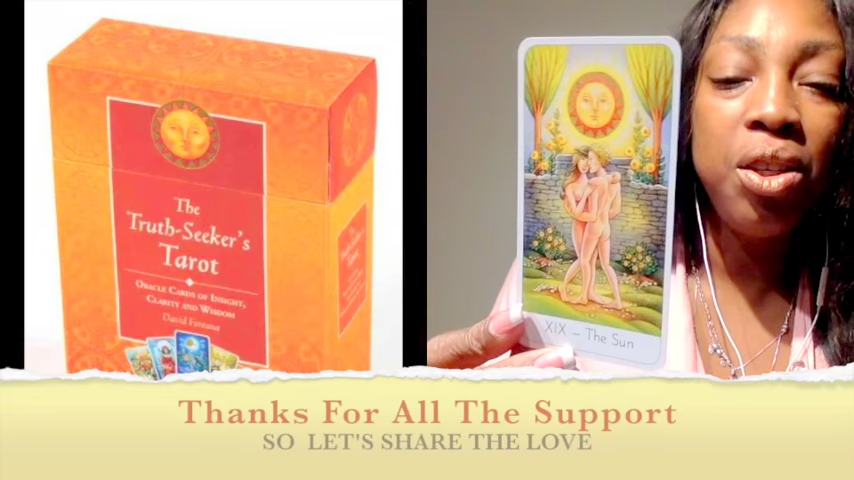 The
Truth-Seeker's
Tarot
Oracle Cards of Insight,
Clarity and Wisdom
David Fontana
XIX – The Sun
Thanks For All The Support
SO LET'S SHARE THE LOVE